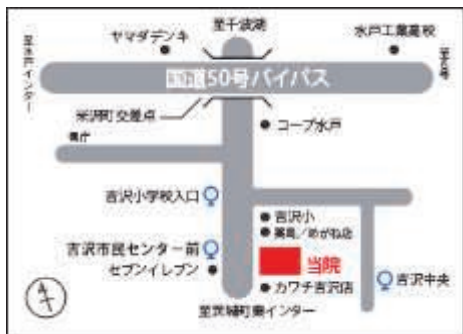 至千波湖
ヤマダデンキ
水戸工業高校
至水戸インター
国道50号バイパス
米沢町交差点
コープ水戸
県庁
吉沢小学校入口
吉沢小
薬局／めがね店
吉沢市民センター前
セブンイレブン
当院
カワチ吉沢店
吉沢中央
至茨城町東インター